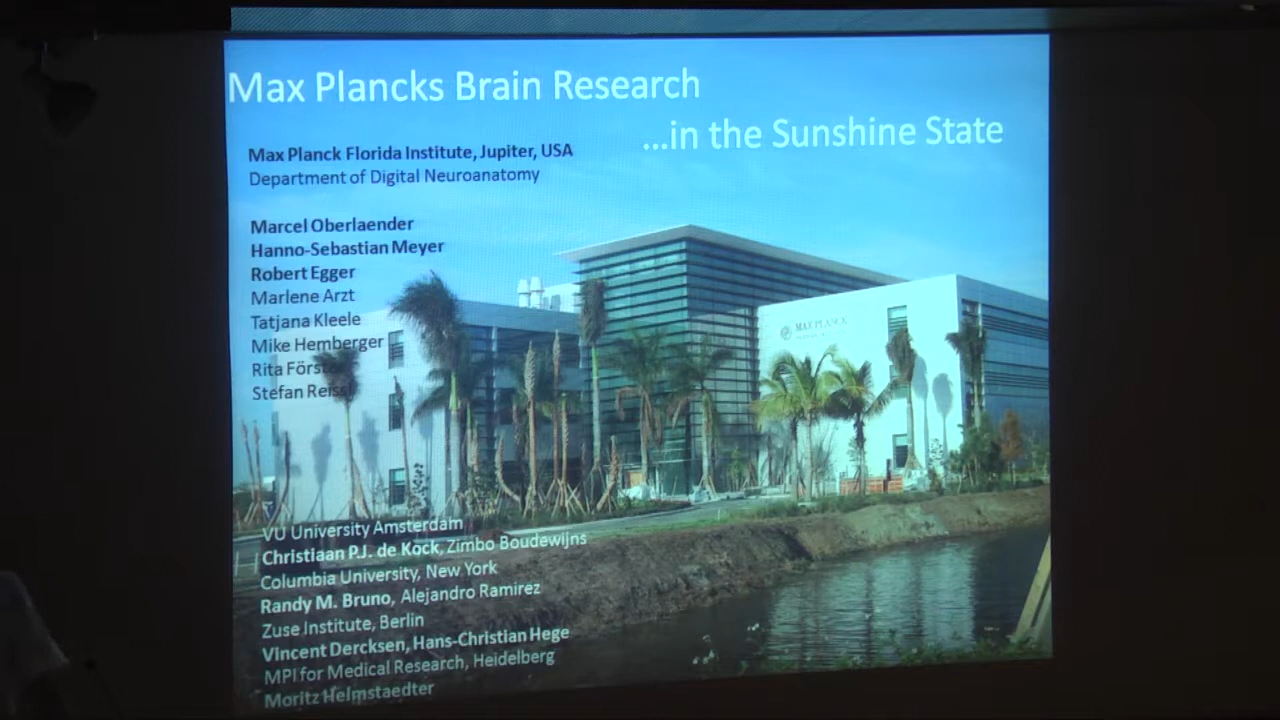 Max Plancks Brain Research
...in the Sunshine State
Max Planck Florida Institute, Jupiter, USA
Department of Digital Neuroanatomy
Marcel Oberlaender
Hanno-Sebastian Meyer
Robert Egger
Marlene Arzt
Tatjana Kleele
Mike Hemberger
Rita
Stefan
MAX PLANCK
VU University Amsterdam
Christiaan P.J. de Kock, Zimbo Boudewijns
Columbia University, New York
Randy M. Bruno, Alejandro Ramirez
Zuse Institute, Berlin
Vincent Dercksen, Hans-Christian Hege
MPI for Medical Research, Heidelberg
Moritz Helmstaedter